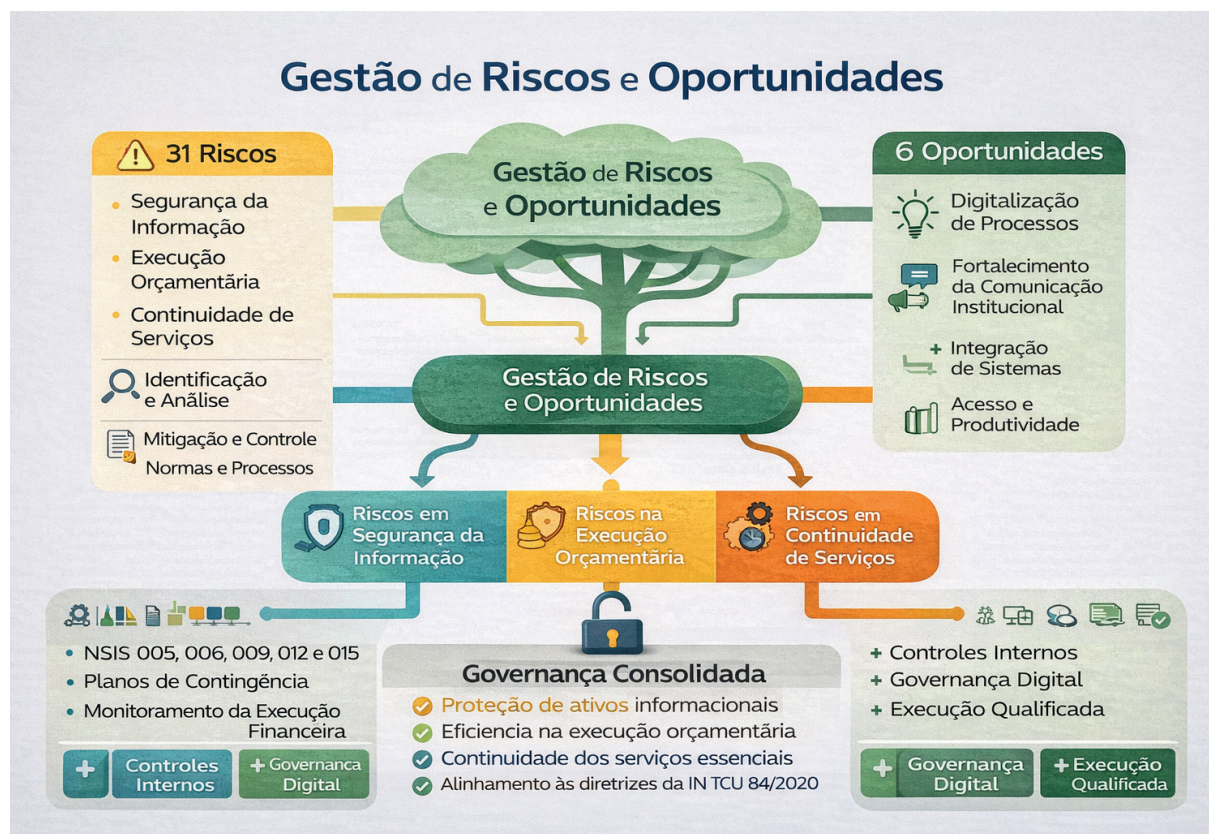 Gestão de Riscos e Oportunidades
31 Riscos
Segurança da
Informação
Execução
Orçamentária
Continuidade de
Serviços
Identificação
e Análise
Mitigação e Controle
Normas e Processos
Gestão de Riscos
e Oportunidades
6 Oportunidades
Digitalização
de Processos
Fortalecimento
da Comunicação
Institucional
+ Integração
de Sistemas
Acesso e
Produtividade
Gestão de Riscos
e Oportunidades
Riscos em
Segurança da
Informação
Riscos na
Execução
Orçamentária
Riscos em
Continuidade
de Serviços
• NSIS 005, 006, 009, 012 e 015
• Planos de Contingência
• Monitoramento da Execução
Financeira
+ Controles
Internos
+ Governanca
Digital
Governança Consolidada
Proteção de ativos informacionais
Eficiencia na execução orçamentária
Continuidade dos serviços essenciais
Alinhamento às diretrizes da IN TCU 84/2020
+ Controles Internos
+ Governança Digital
+ Execução Qualificada
+ Governança
Digital
+ Execução
Qualificada